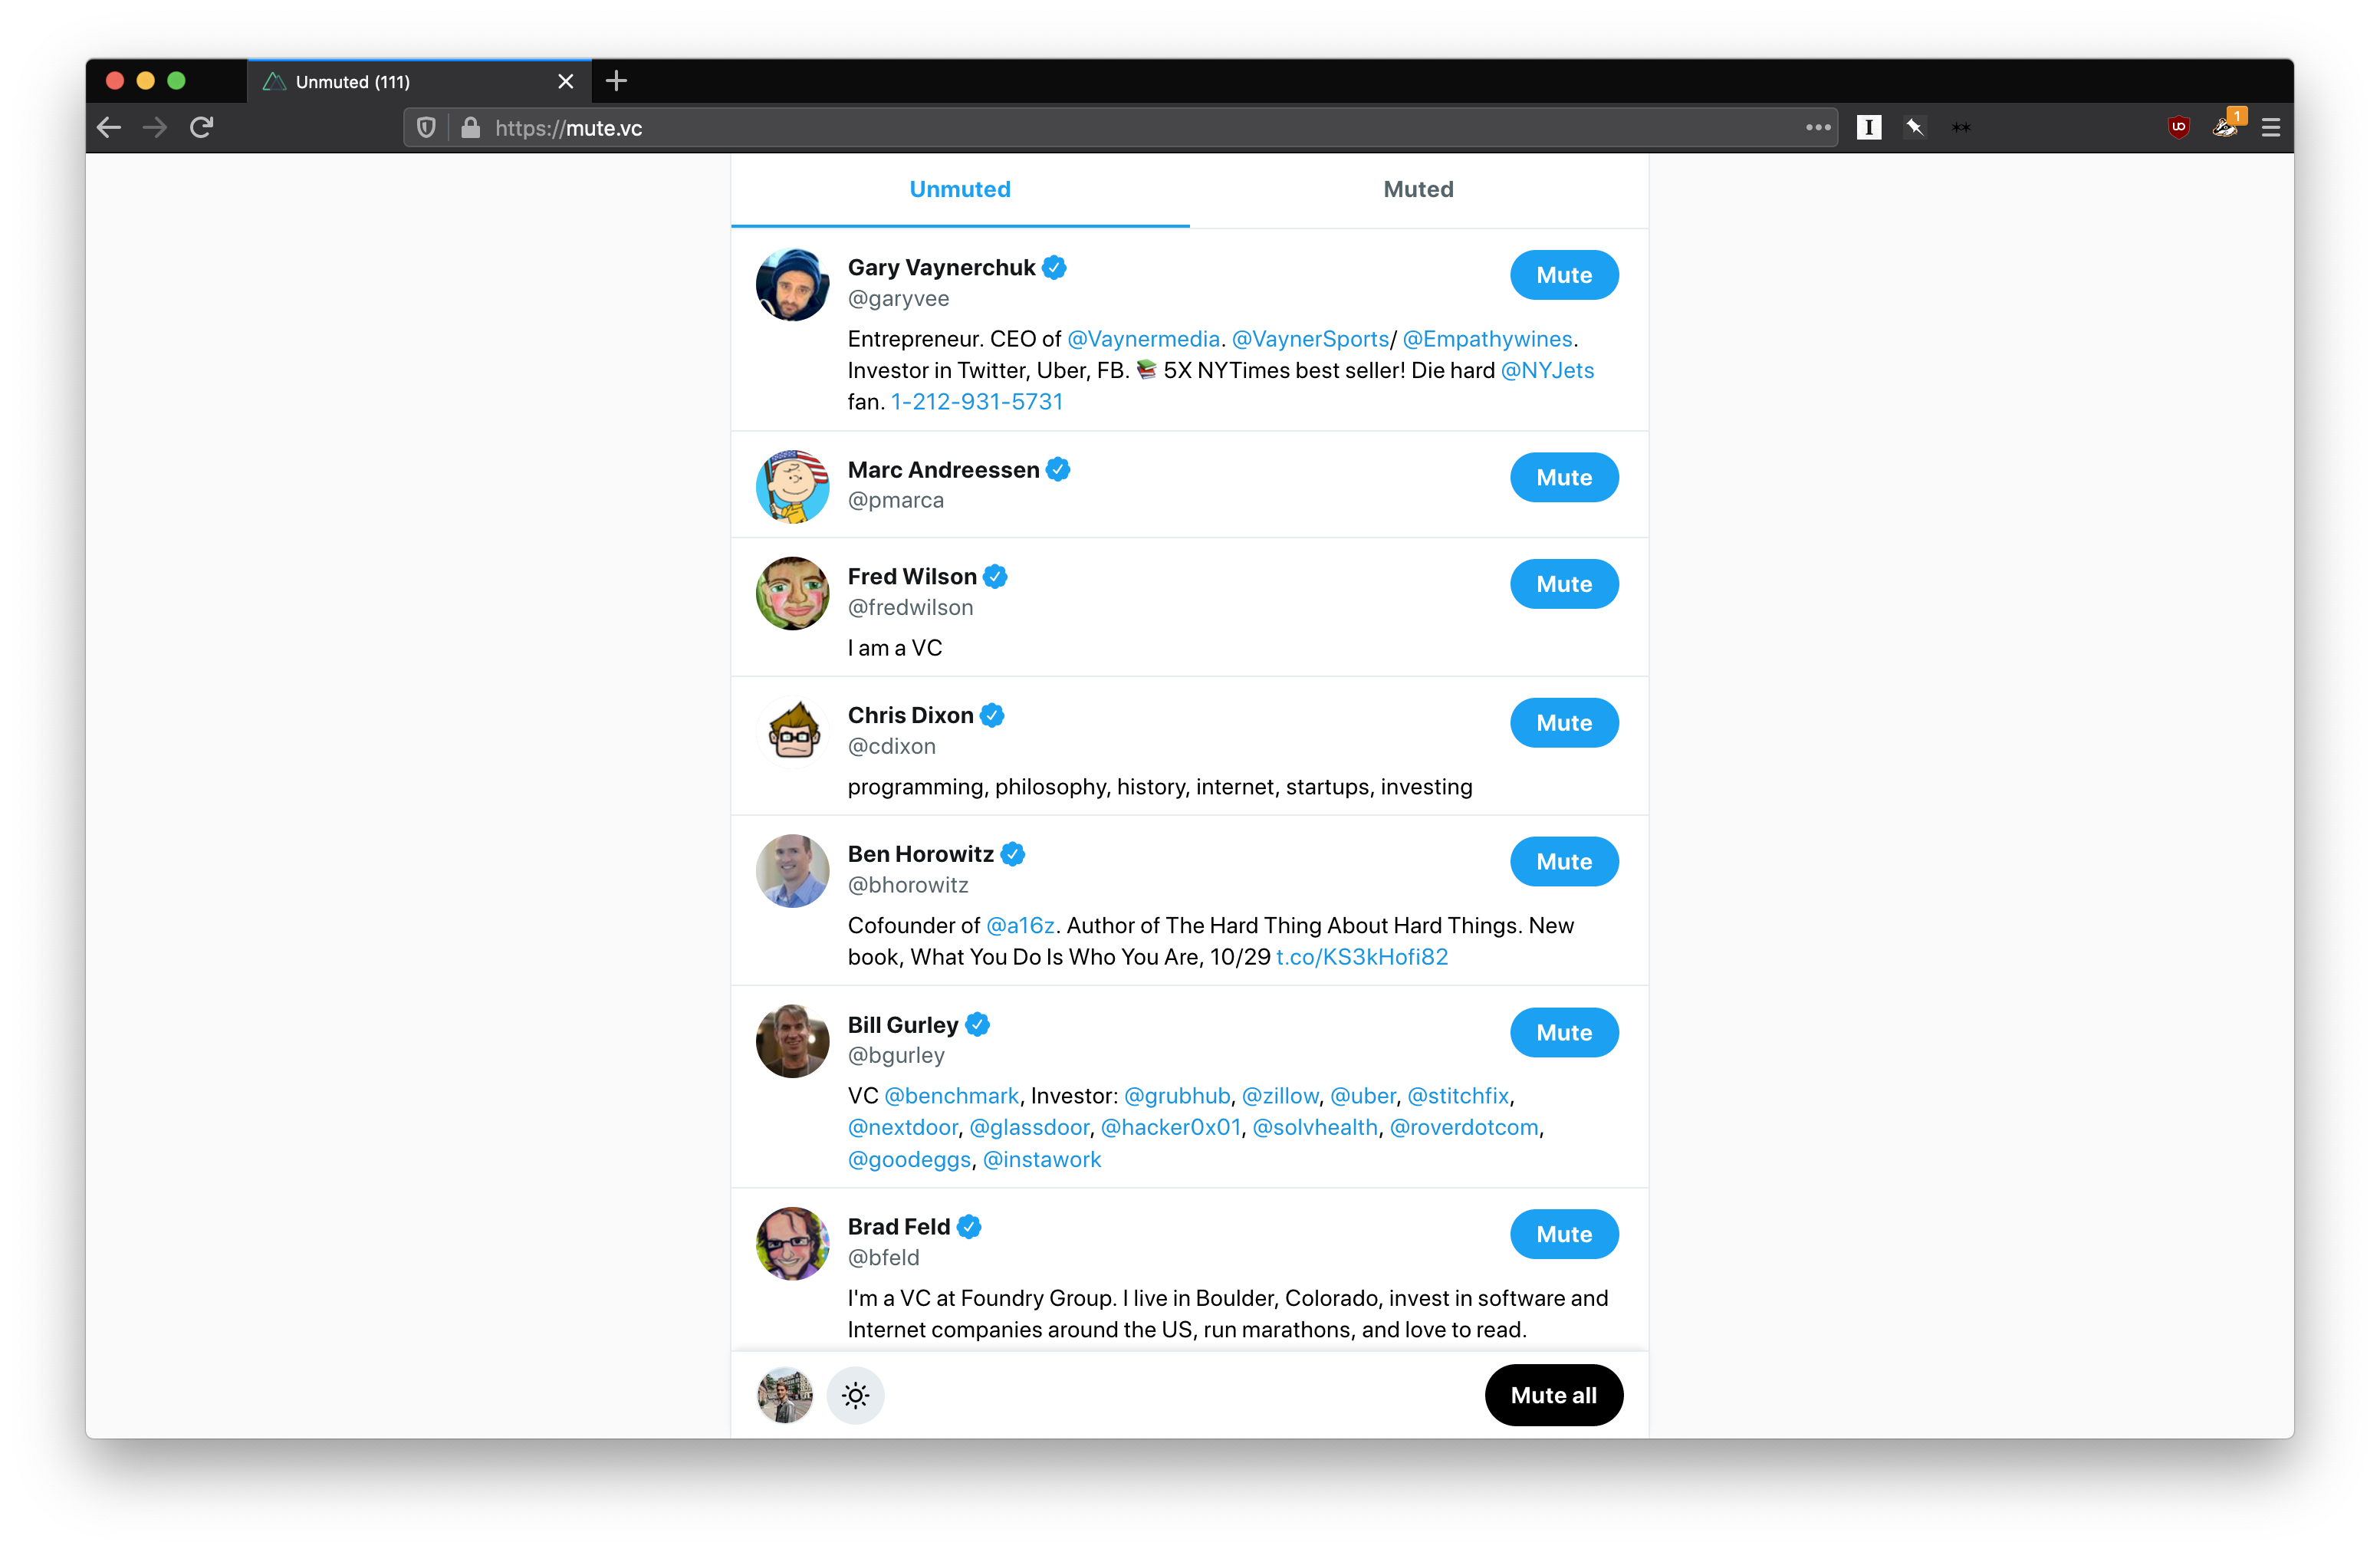 Unmuted (111)
https://mute.vc
1
Unmuted
Muted
Gary Vaynerchuk
Mute
@garyvee
Entrepreneur. CEO of @Vaynermedia. @VaynerSports/ @Empathywines.
Investor in Twitter, Uber, FB. 📚 5X NYTimes best seller! Die hard @NYJets
fan. 1-212-931-5731
Marc Andreessen
Mute
@pmarca
Fred Wilson
Mute
@fredwilson
I am a VC
Chris Dixon
Mute
@cdixon
programming, philosophy, history, internet, startups, investing
Ben Horowitz
Mute
@bhorowitz
Cofounder of @a16z. Author of The Hard Thing About Hard Things. New
book, What You Do Is Who You Are, 10/29 t.co/KS3kHofi82
Bill Gurley
Mute
@bgurley
VC @benchmark, Investor: @grubhub, @zillow, @uber, @stitchfix,
@nextdoor, @glassdoor, @hacker0x01, @solvhealth, @roverdotcom,
@goodeggs, @instawork
Brad Feld
Mute
@bfeld
I'm a VC at Foundry Group. I live in Boulder, Colorado, invest in software and
Internet companies around the US, run marathons, and love to read.
Mute all